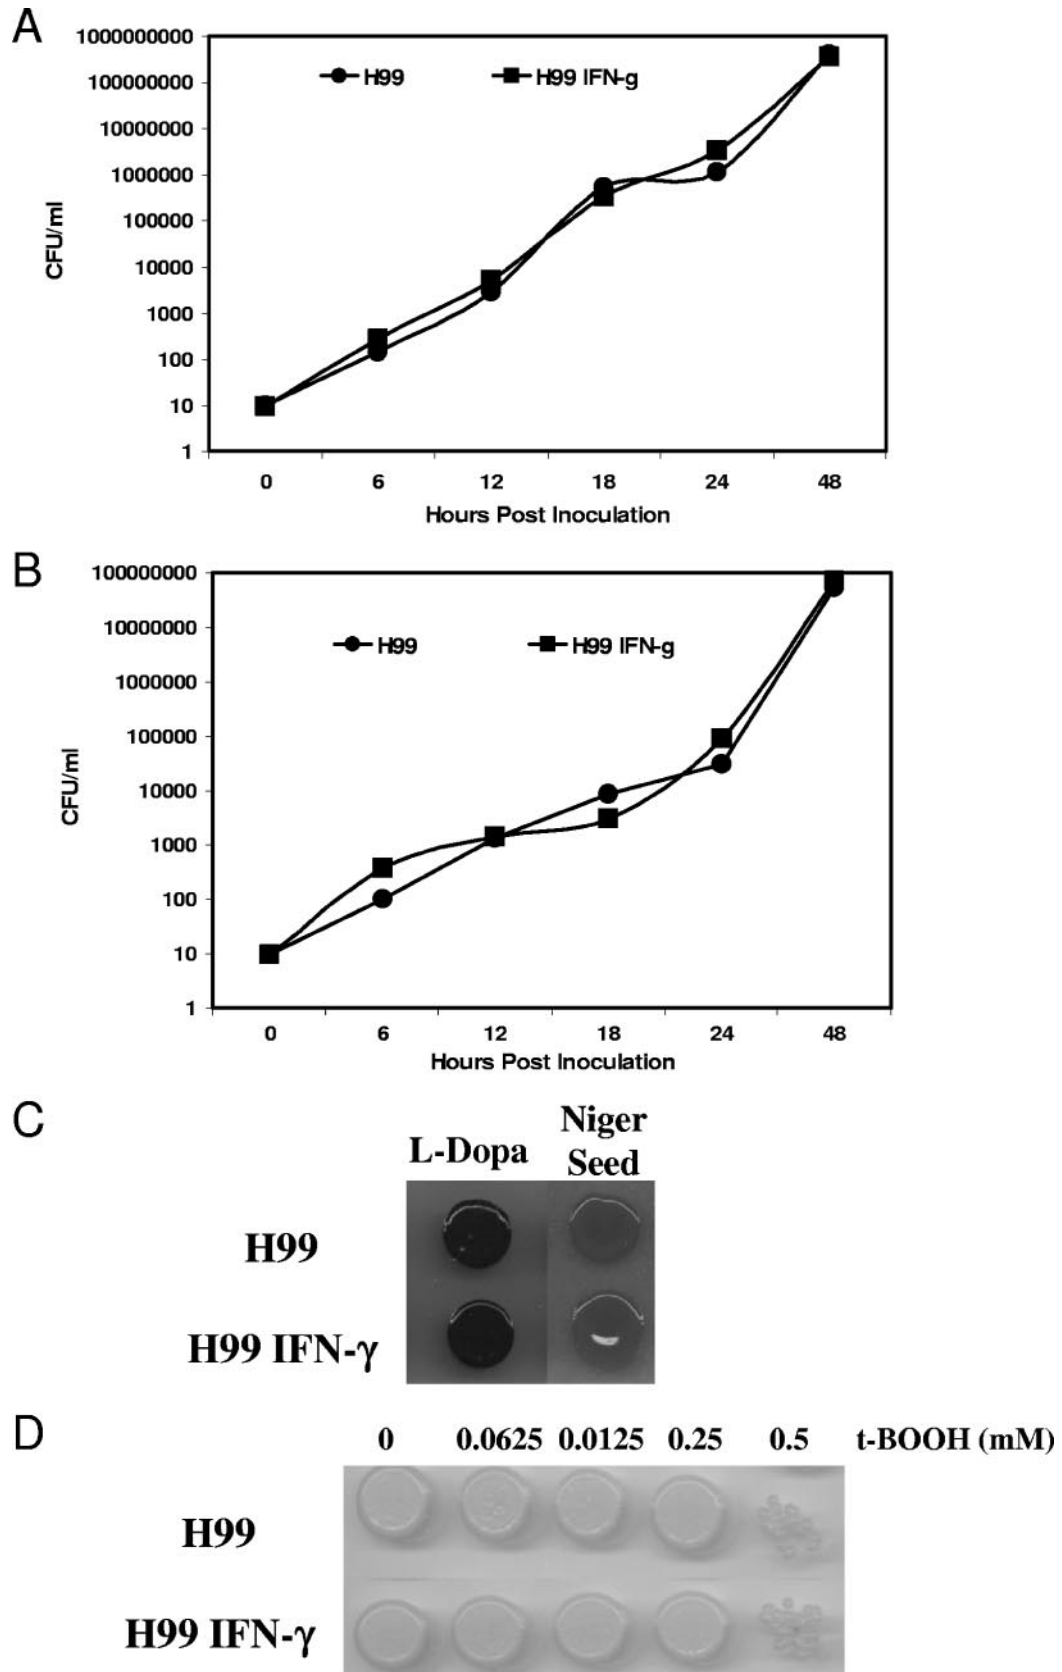 A
1000000000
100000000
10000000
1000000
100000
10000
1000
100
10
1
CFU/ml
H99 H99 IFN-g
0 6 12 18 24 48
Hours Post Inoculation
B
100000000
10000000
1000000
100000
10000
1000
100
10
1
CFU/ml
H99 H99 IFN-g
0 6 12 18 24 48
Hours Post Inoculation
C
L-Dopa
Niger
Seed
H99
H99 IFN-γ
D
0 0.0625 0.0125 0.25 0.5 t-BOOH (mM)
H99
H99 IFN-γ